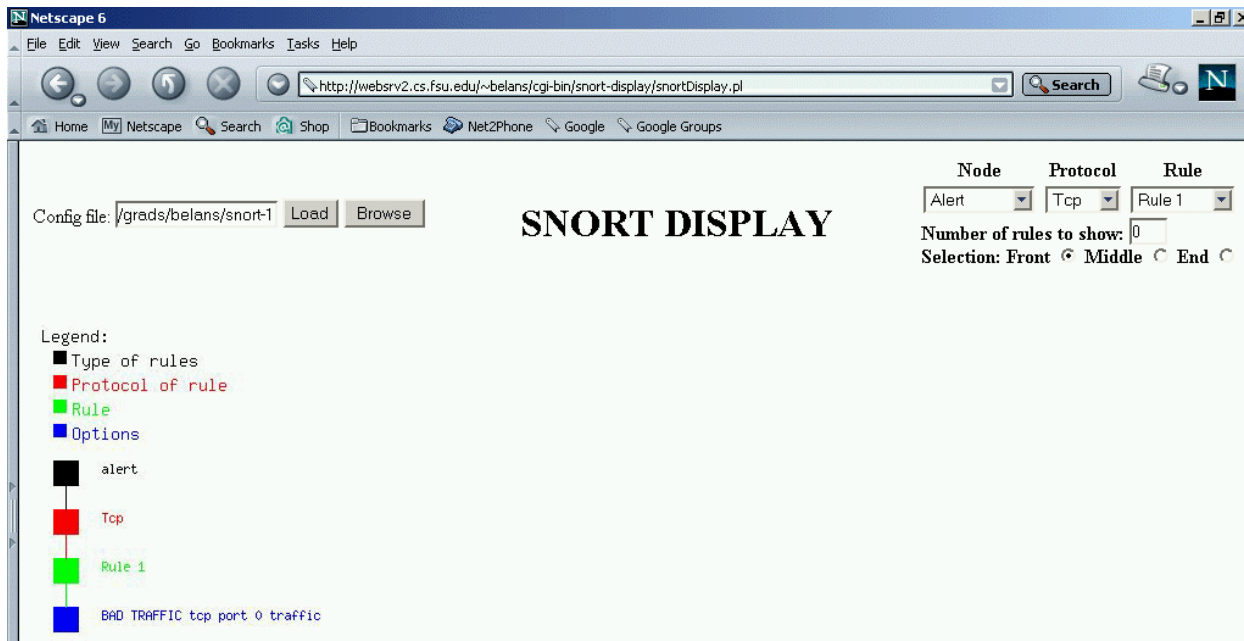 Netscape 6
File Edit View Search Go Bookmarks Tasks Help
http://websrv2.cs.fsu.edu/~belans/cgi-bin/snort-display/snortDisplay.pl
Search
N
Home My Netscape Search Shop Bookmarks Net2Phone Google Google Groups
Node Protocol Rule
Alert Tcp Rule 1
Config file: /grads/belans/snort-1 Load Browse
SNORT DISPLAY
Number of rules to show: 0
Selection: Front Middle End
Legend:
Type of rules
Protocol of rule
Rule
Options
alert
Tcp
Rule 1
BAD TRAFFIC tcp port 0 traffic